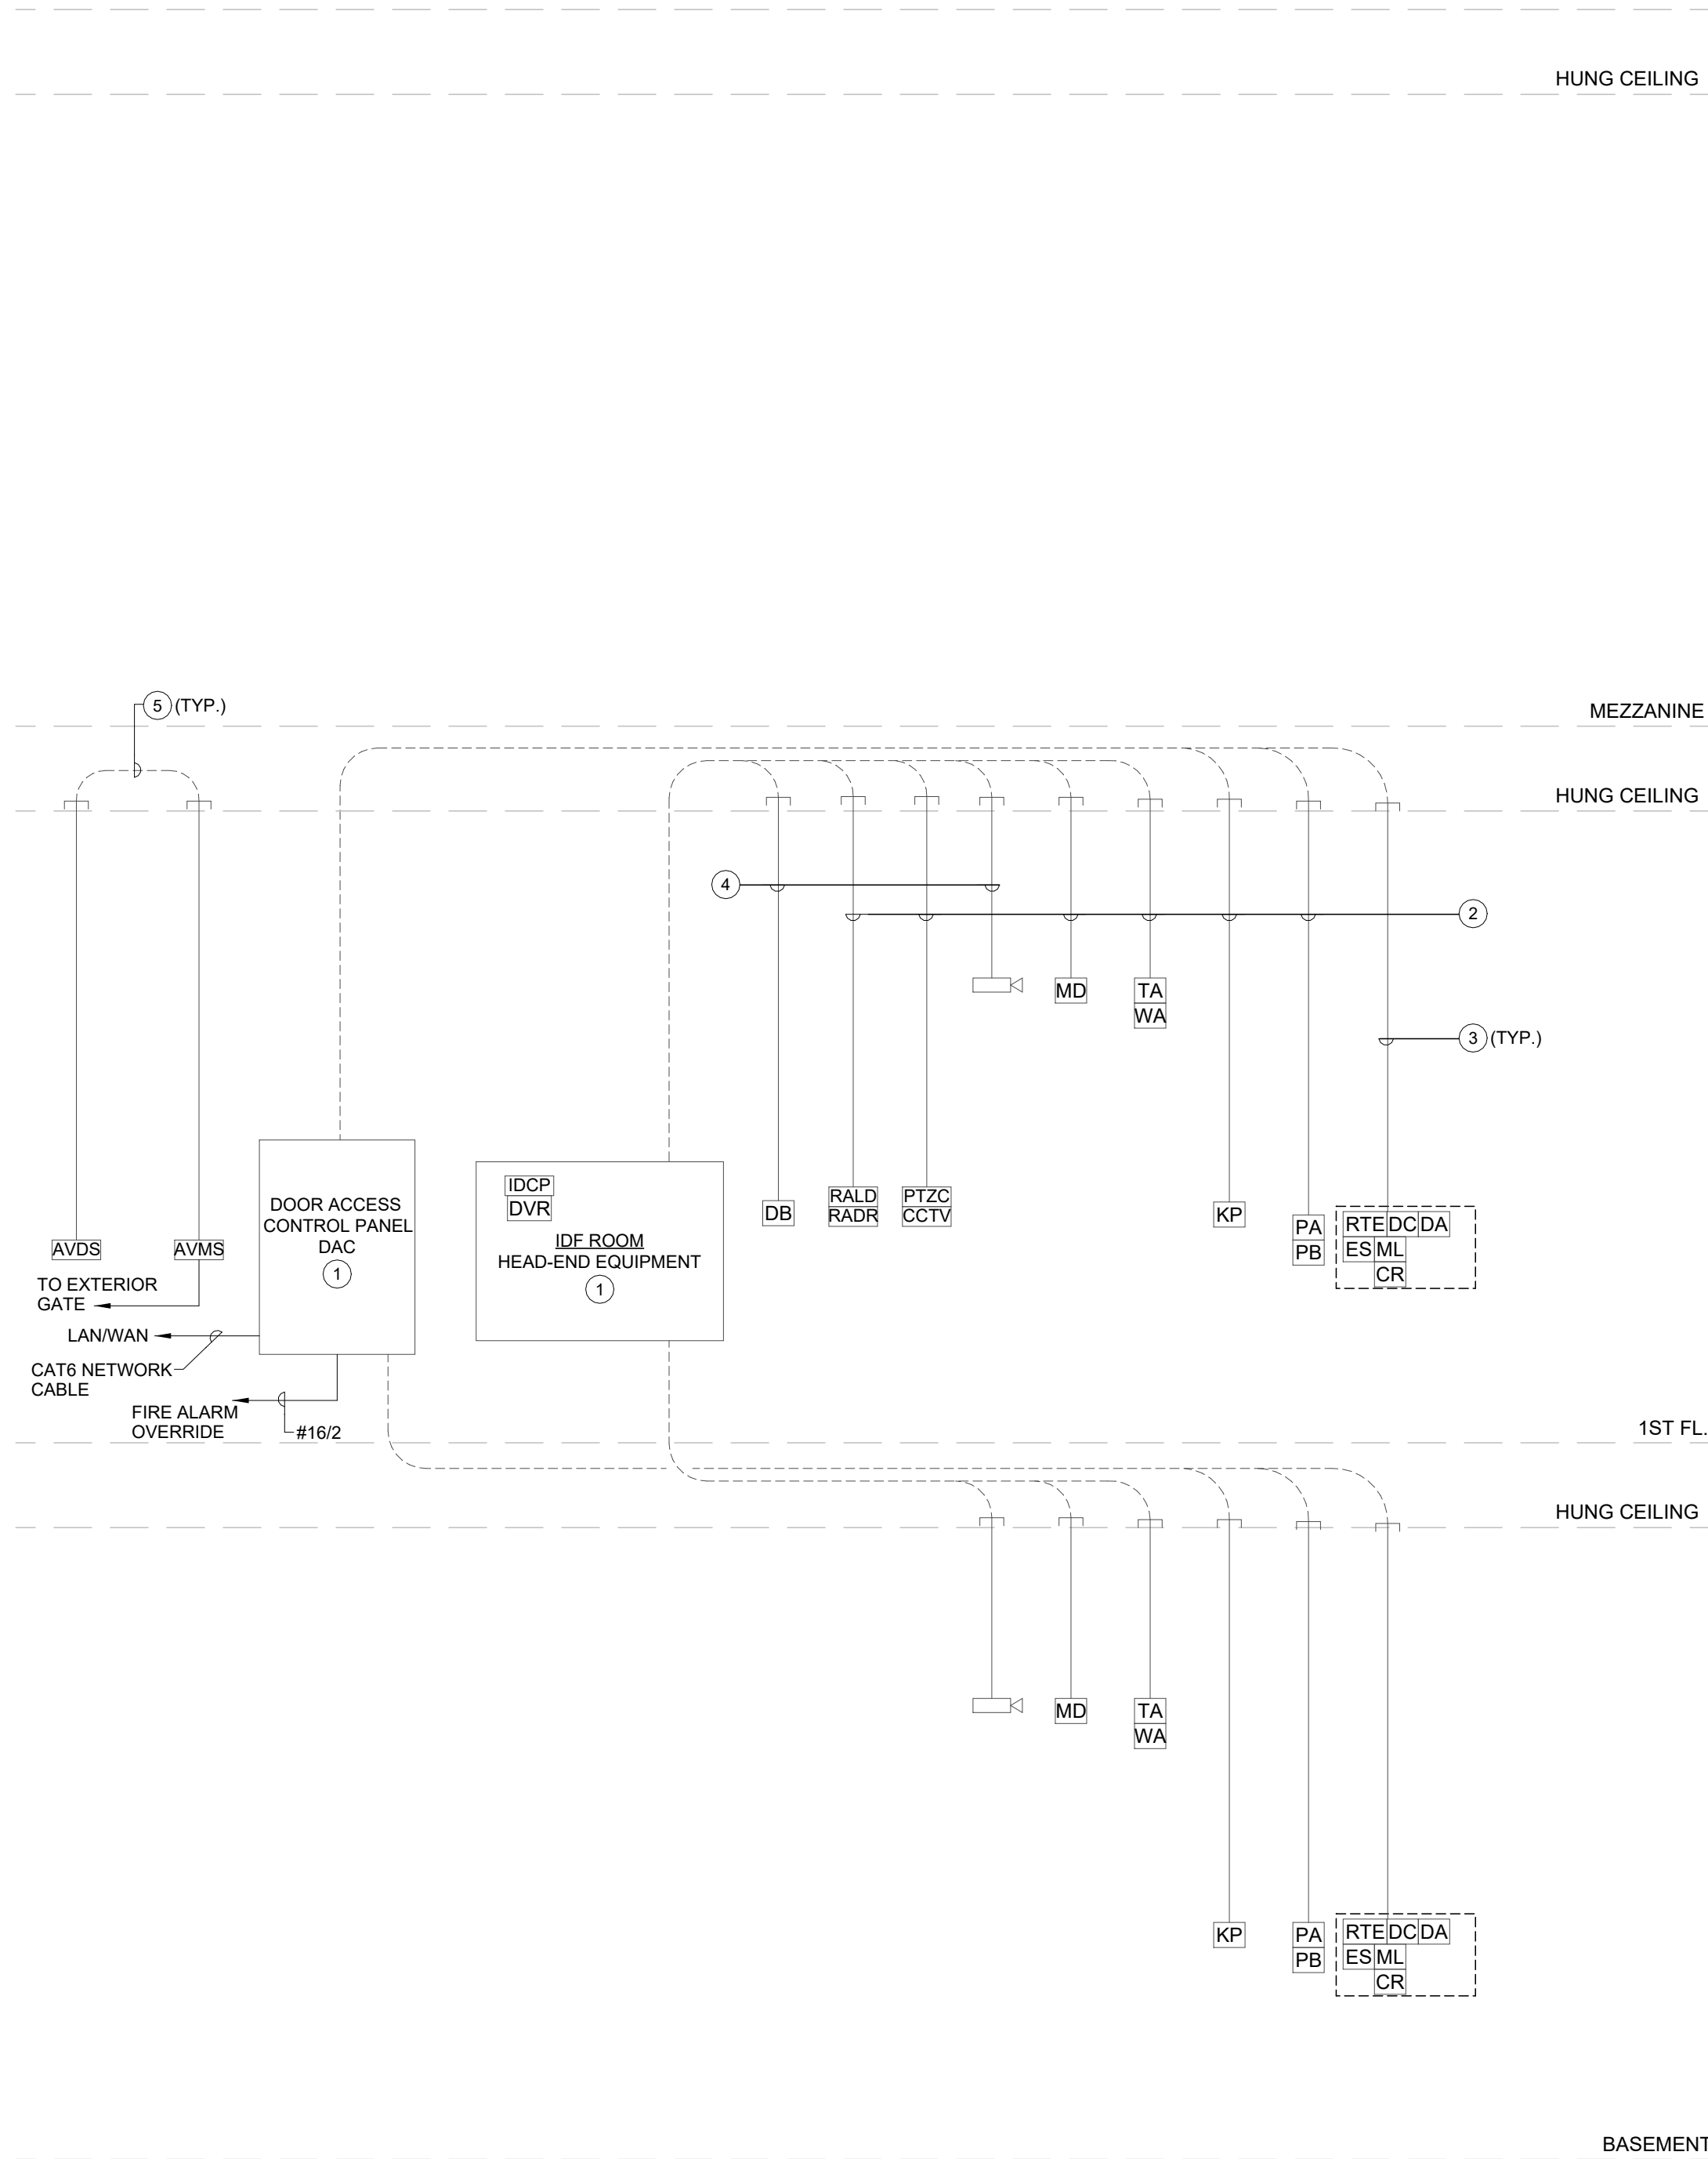 HUNG CEILING
5 (TYP.)
MEZZANINE
HUNG CEILING
4
2
MD
TA
WA
3 (TYP.)
AVDS
AVMS
TO EXTERIOR
GATE
LAN/WAN
CAT6 NETWORK
CABLE
FIRE ALARM
OVERRIDE
#16/2
DOOR ACCESS
CONTROL PANEL
DAC
1
IDCP
DVR
IDF ROOM
HEAD-END EQUIPMENT
1
DB
RALD
RADR
PTZC
CCTV
KP
PA
PB
RTE DC DA
ES ML
CR
1ST FL.
HUNG CEILING
MD
TA
WA
KP
PA
PB
RTE DC DA
ES ML
CR
BASEMENT